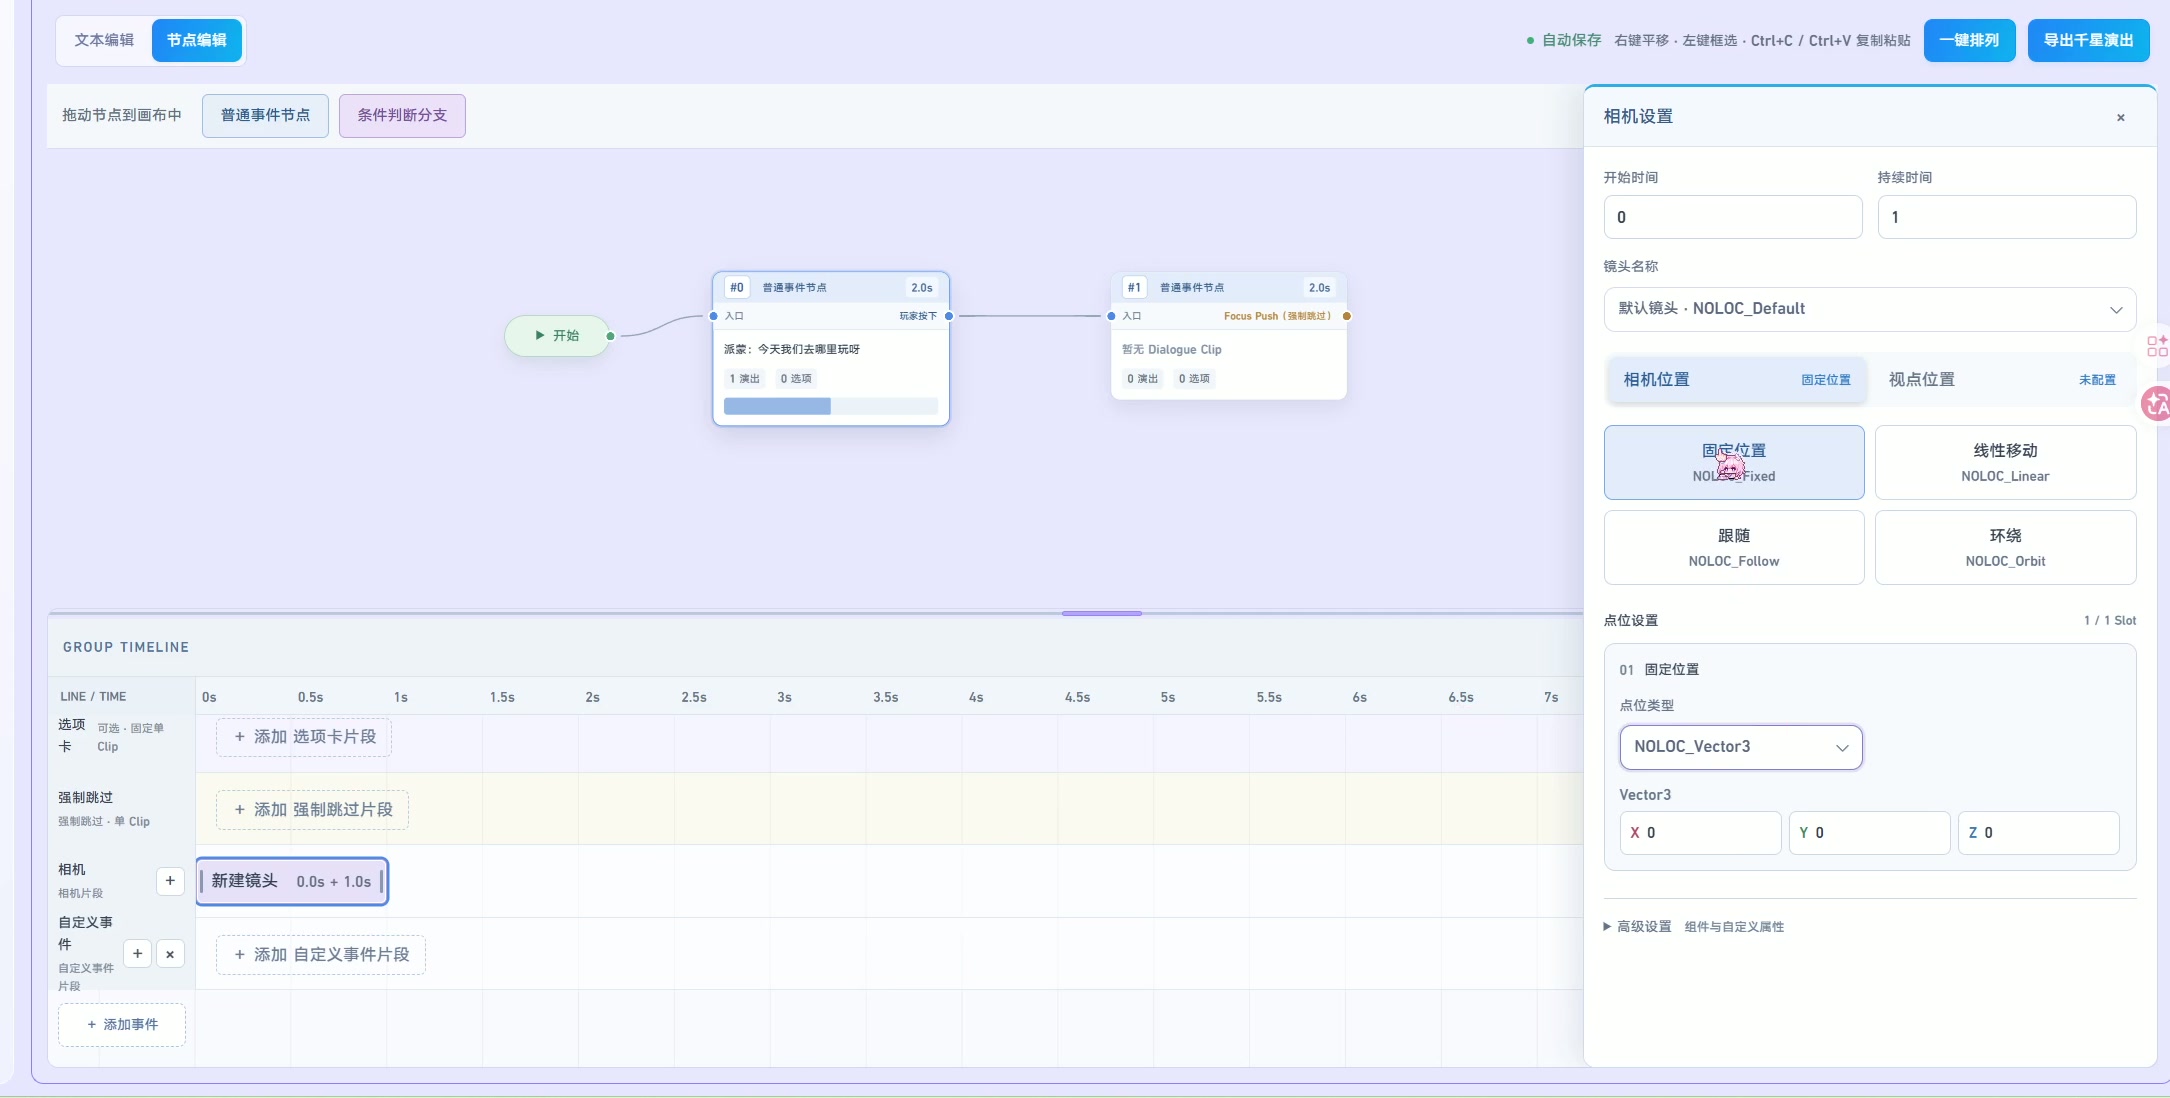 文本编辑
节点编辑
自动保存
右键平移 · 左键框选 · Ctrl+C / Ctrl+V 复制粘贴
一键排列
导出千星演出
拖动节点到画布中
普通事件节点
条件判断分支
开始
#0 普通事件节点 2.0s
入口 玩家按下
派蒙：今天我们去哪里玩呀
1 演出 0 选项
#1 普通事件节点 2.0s
入口 Focus Push（强制跳过）
暂无 Dialogue Clip
0 演出 0 选项
GROUP TIMELINE
LINE / TIME 0s 0.5s 1s 1.5s 2s 2.5s 3s 3.5s 4s 4.5s 5s 5.5s 6s 6.5s 7s
选项卡
可选 · 固定单 Clip
+ 添加 选项卡片段
强制跳过
强制跳过 · 单 Clip
+ 添加 强制跳过片段
相机
相机片段
+
新建镜头 0.0s + 1.0s
自定义事件
自定义事件片段
+ ×
+ 添加 自定义事件片段
+ 添加事件
相机设置 ×
开始时间 持续时间
0 1
镜头名称
默认镜头 · NOLOC_Default
相机位置 固定位置
视点位置 未配置
固定位置
线性移动
NOLOC_Linear
跟随
NOLOC_Follow
环绕
NOLOC_Orbit
点位设置 1 / 1 Slot
01 固定位置
点位类型
NOLOC_Vector3
Vector3
X 0 Y 0 Z 0
高级设置 组件与自定义属性